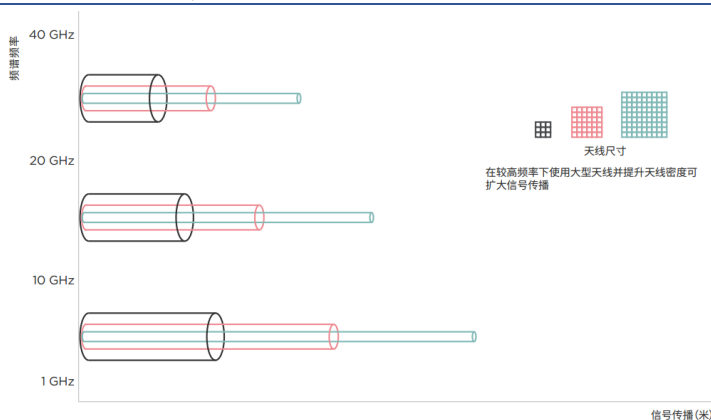 频谱频率
40 GHz
20 GHz
10 GHz
1 GHz
天线尺寸
在较高频率下使用大型天线并提升天线密度可
扩大信号传播
信号传播(米)